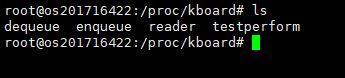 root@os201716422:/proc/kboard# ls
dequeue  enqueue  reader  testperform
root@os201716422:/proc/kboard#